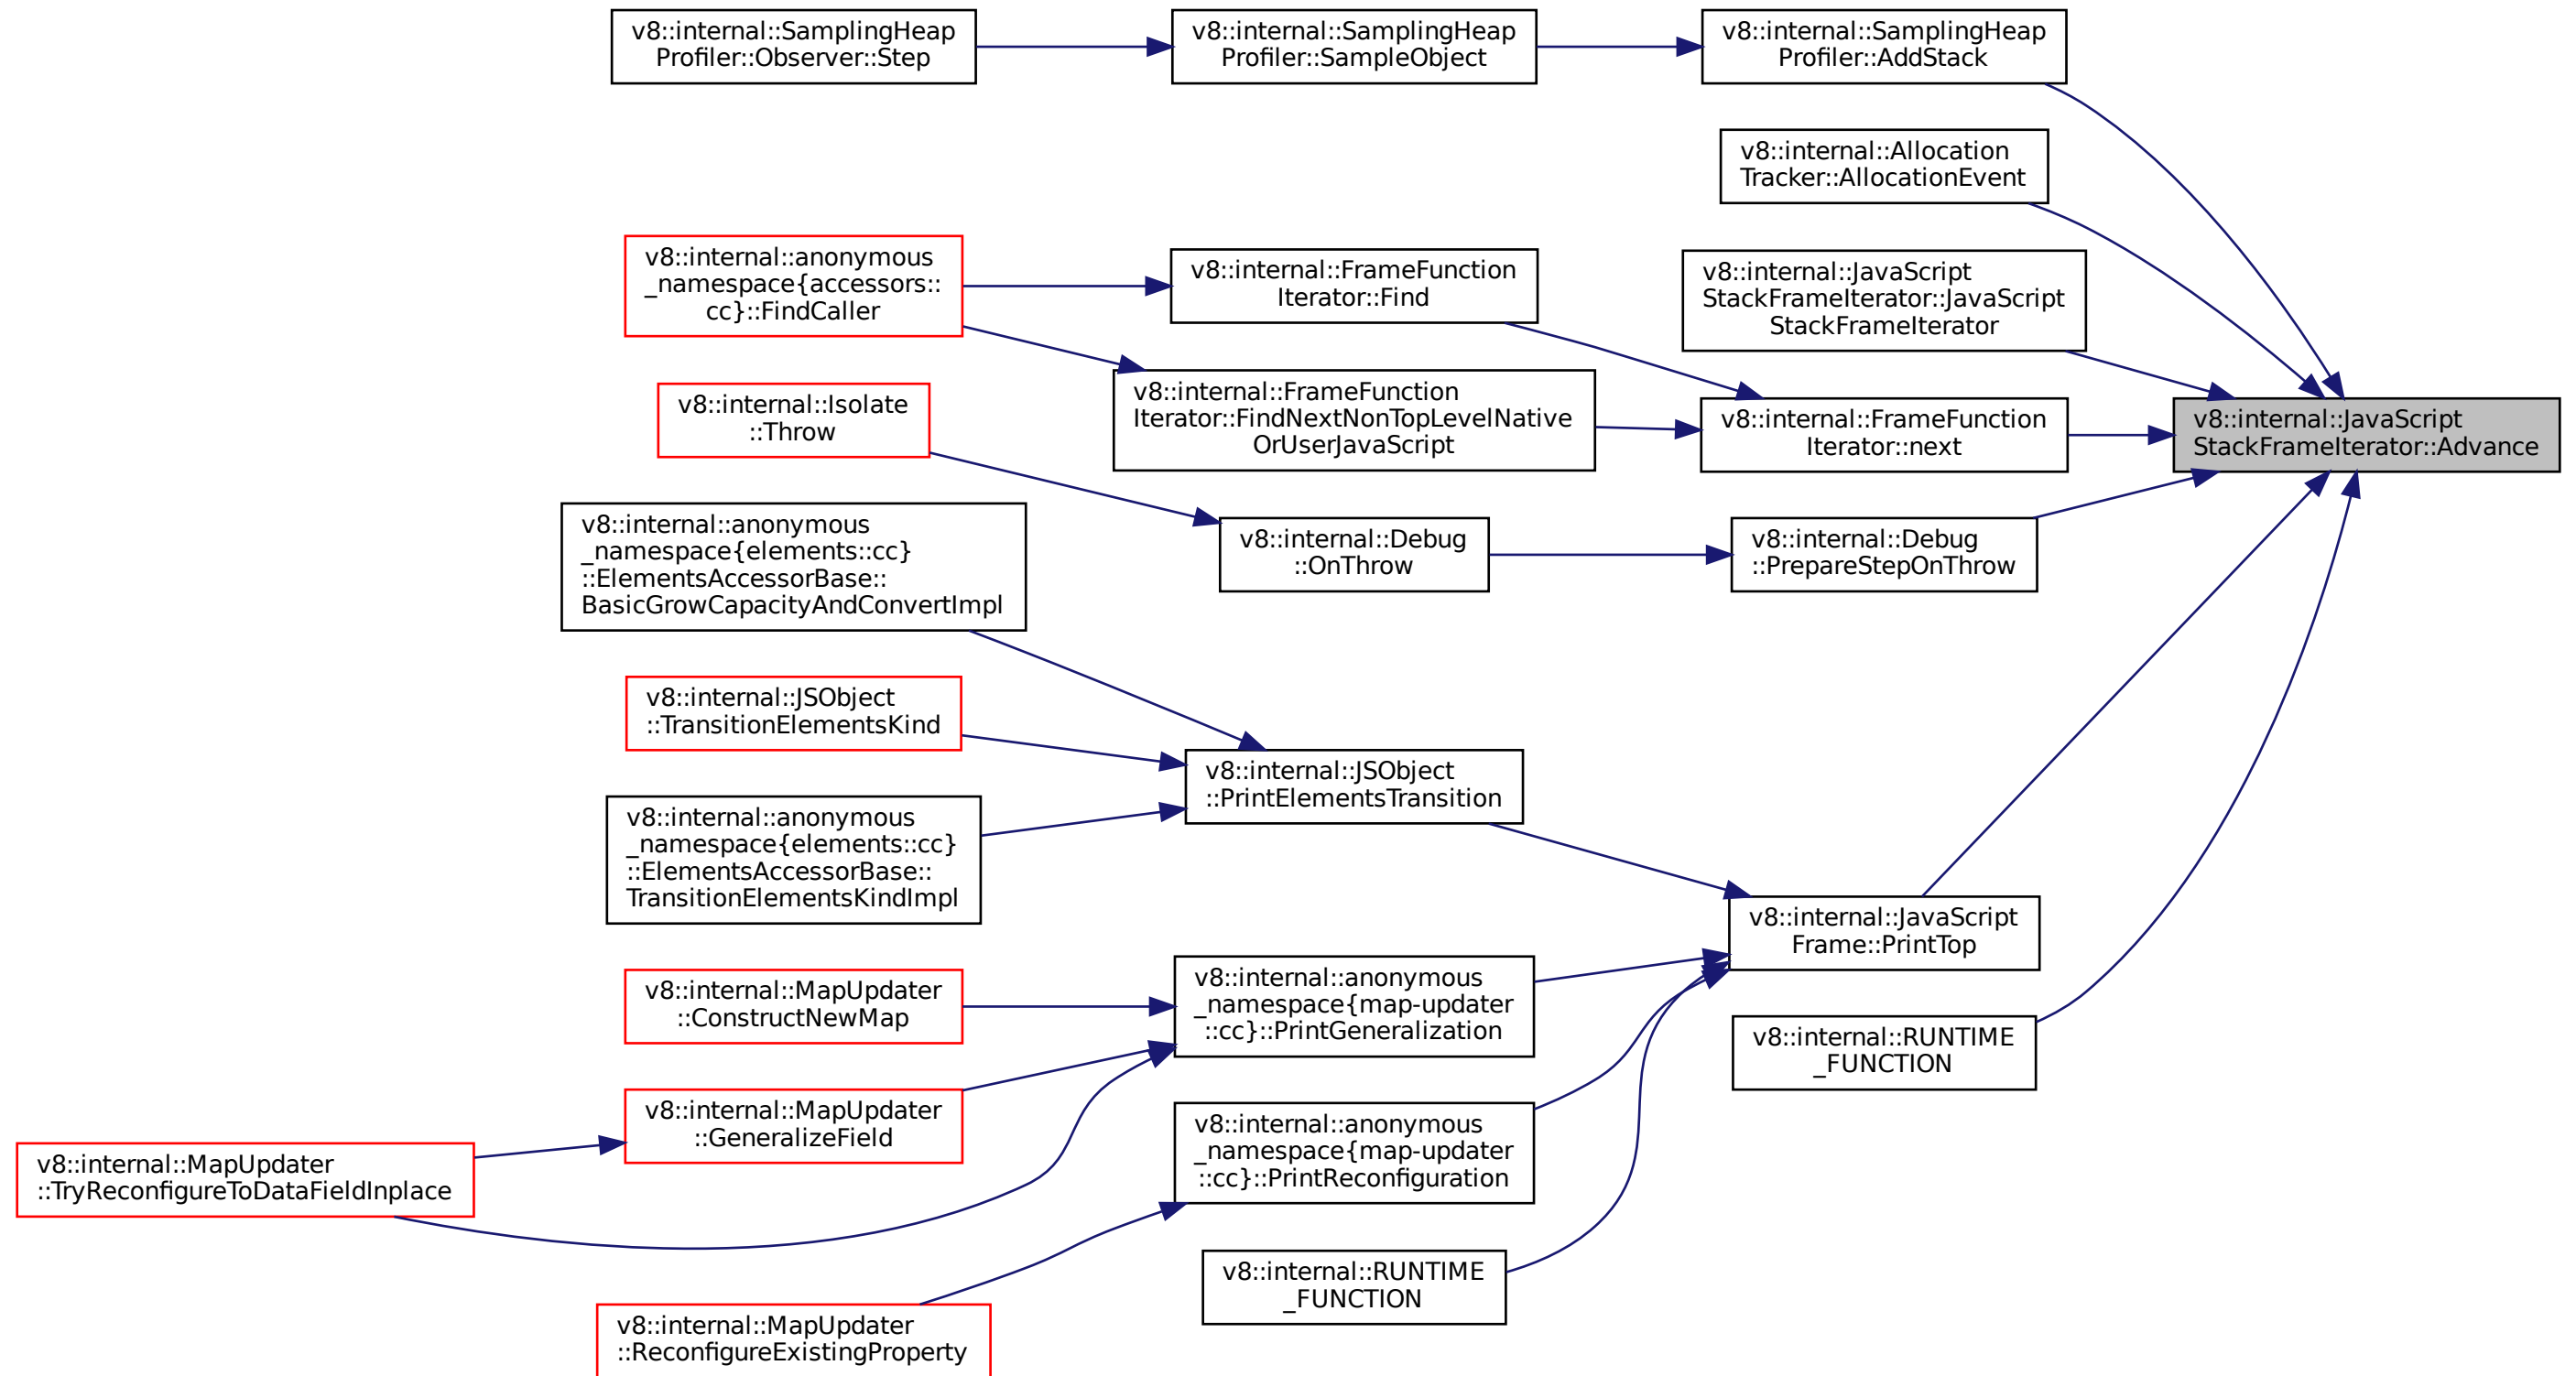 v8::internal::SamplingHeap
Profiler::Observer::Step
v8::internal::SamplingHeap
Profiler::SampleObject
v8::internal::SamplingHeap
Profiler::AddStack
v8::internal::Allocation
Tracker::AllocationEvent
v8::internal::anonymous
_namespace{accessors::
cc}::FindCaller
v8::internal::FrameFunction
Iterator::Find
v8::internal::JavaScript
StackFrameIterator::JavaScript
StackFrameIterator
v8::internal::Isolate
::Throw
v8::internal::FrameFunction
Iterator::FindNextNonTopLevelNative
OrUserJavaScript
v8::internal::FrameFunction
Iterator::next
v8::internal::JavaScript
StackFrameIterator::Advance
v8::internal::anonymous
_namespace{elements::cc}
::ElementsAccessorBase::
BasicGrowCapacityAndConvertImpl
v8::internal::Debug
::OnThrow
v8::internal::Debug
::PrepareStepOnThrow
v8::internal::JSObject
::TransitionElementsKind
v8::internal::JSObject
::PrintElementsTransition
v8::internal::anonymous
_namespace{elements::cc}
::ElementsAccessorBase::
TransitionElementsKindImpl
v8::internal::JavaScript
Frame::PrintTop
v8::internal::MapUpdater
::ConstructNewMap
v8::internal::anonymous
_namespace{map-updater
::cc}::PrintGeneralization
v8::internal::RUNTIME
_FUNCTION
v8::internal::MapUpdater
::GeneralizeField
v8::internal::anonymous
_namespace{map-updater
::cc}::PrintReconfiguration
v8::internal::MapUpdater
::TryReconfigureToDataFieldInplace
v8::internal::RUNTIME
_FUNCTION
v8::internal::MapUpdater
::ReconfigureExistingProperty